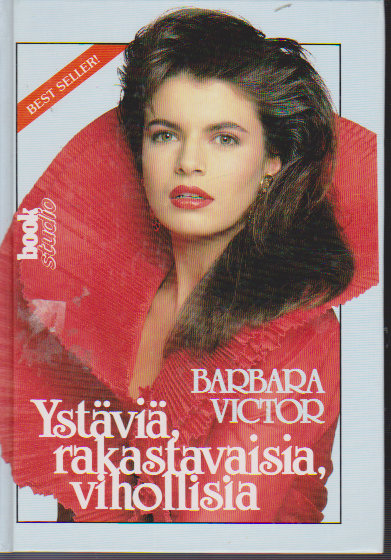 BEST SELLER!
book
studio
BARBARA
VICTOR
Ystäviä,
rakastavaisia,
vihollisia